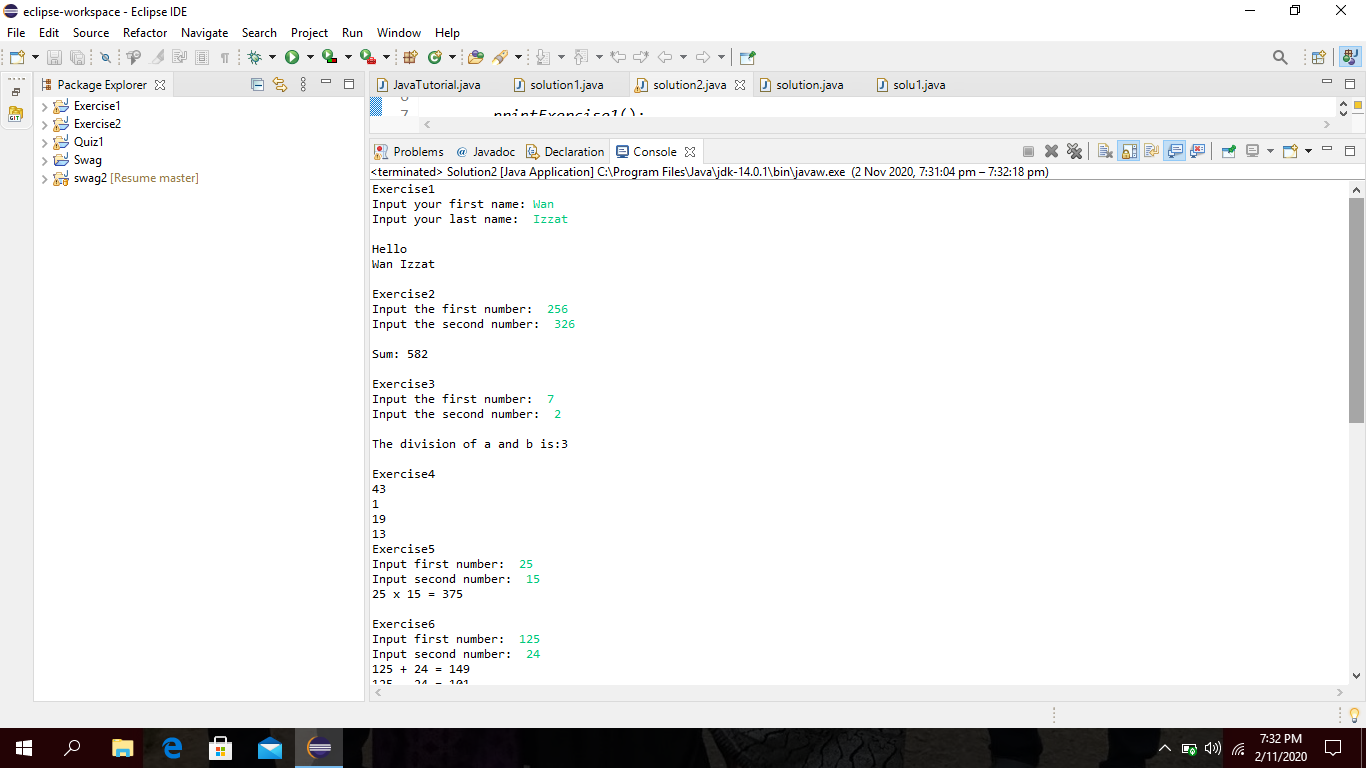 eclipse-workspace - Eclipse IDE
File Edit Source Refactor Navigate Search Project Run Window Help
Package Explorer
JavaTutorial.java solution1.java solution2.java solution.java solu1.java
Exercise1
Exercise2
Quiz1
Swag
swag2 [Resume master]
GIT
7 printExercise1();
Problems @ Javadoc Declaration Console
<terminated> Solution2 [Java Application] C:\Program Files\Java\jdk-14.0.1\bin\javaw.exe (2 Nov 2020, 7:31:04 pm – 7:32:18 pm)
Exercise1
Input your first name: Wan
Input your last name:  Izzat
Hello
Wan Izzat
Exercise2
Input the first number:  256
Input the second number:  326
Sum: 582
Exercise3
Input the first number:  7
Input the second number:  2
The division of a and b is:3
Exercise4
43
1
19
13
Exercise5
Input first number:  25
Input second number:  15
25 x 15 = 375
Exercise6
Input first number:  125
Input second number:  24
125 + 24 = 149
125 - 24 = 101
7:32 PM
2/11/2020